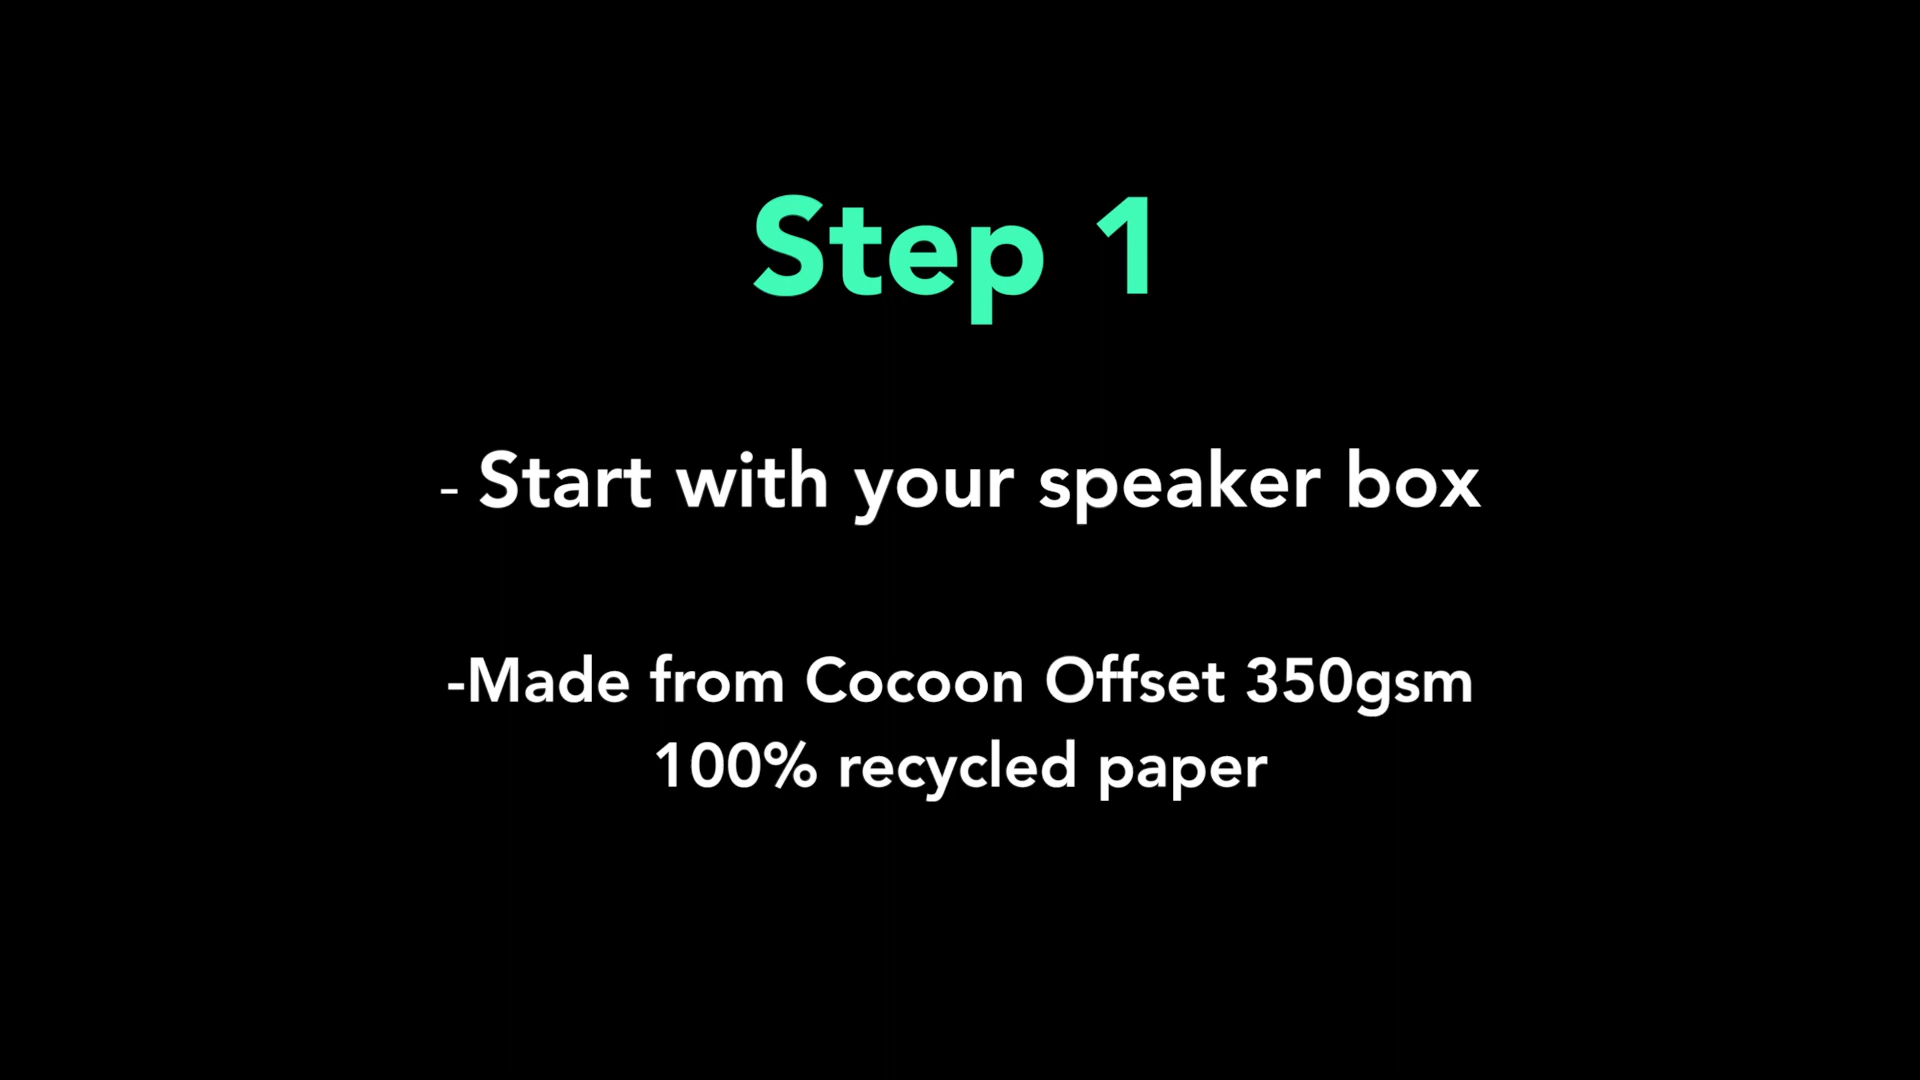 Step 1
- Start with your speaker box
-Made from Cocoon Offset 350gsm
100% recycled paper